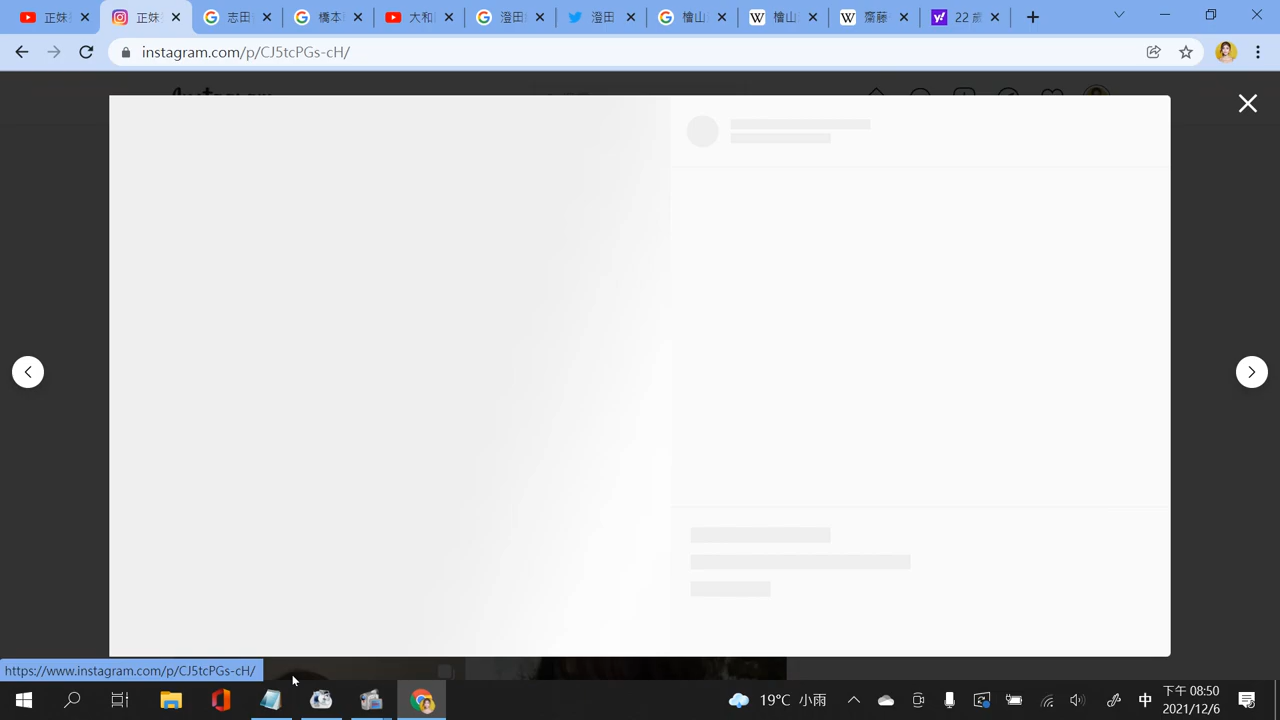 正妹
正妹
志田
橋本
大和
澄田
澄田
檜山
檜山
齋藤
22 歲
instagram.com/p/CJ5tcPGs-cH/
https://www.instagram.com/p/CJ5tcPGs-cH/
19°C 小雨
中
下午 08:50
2021/12/6